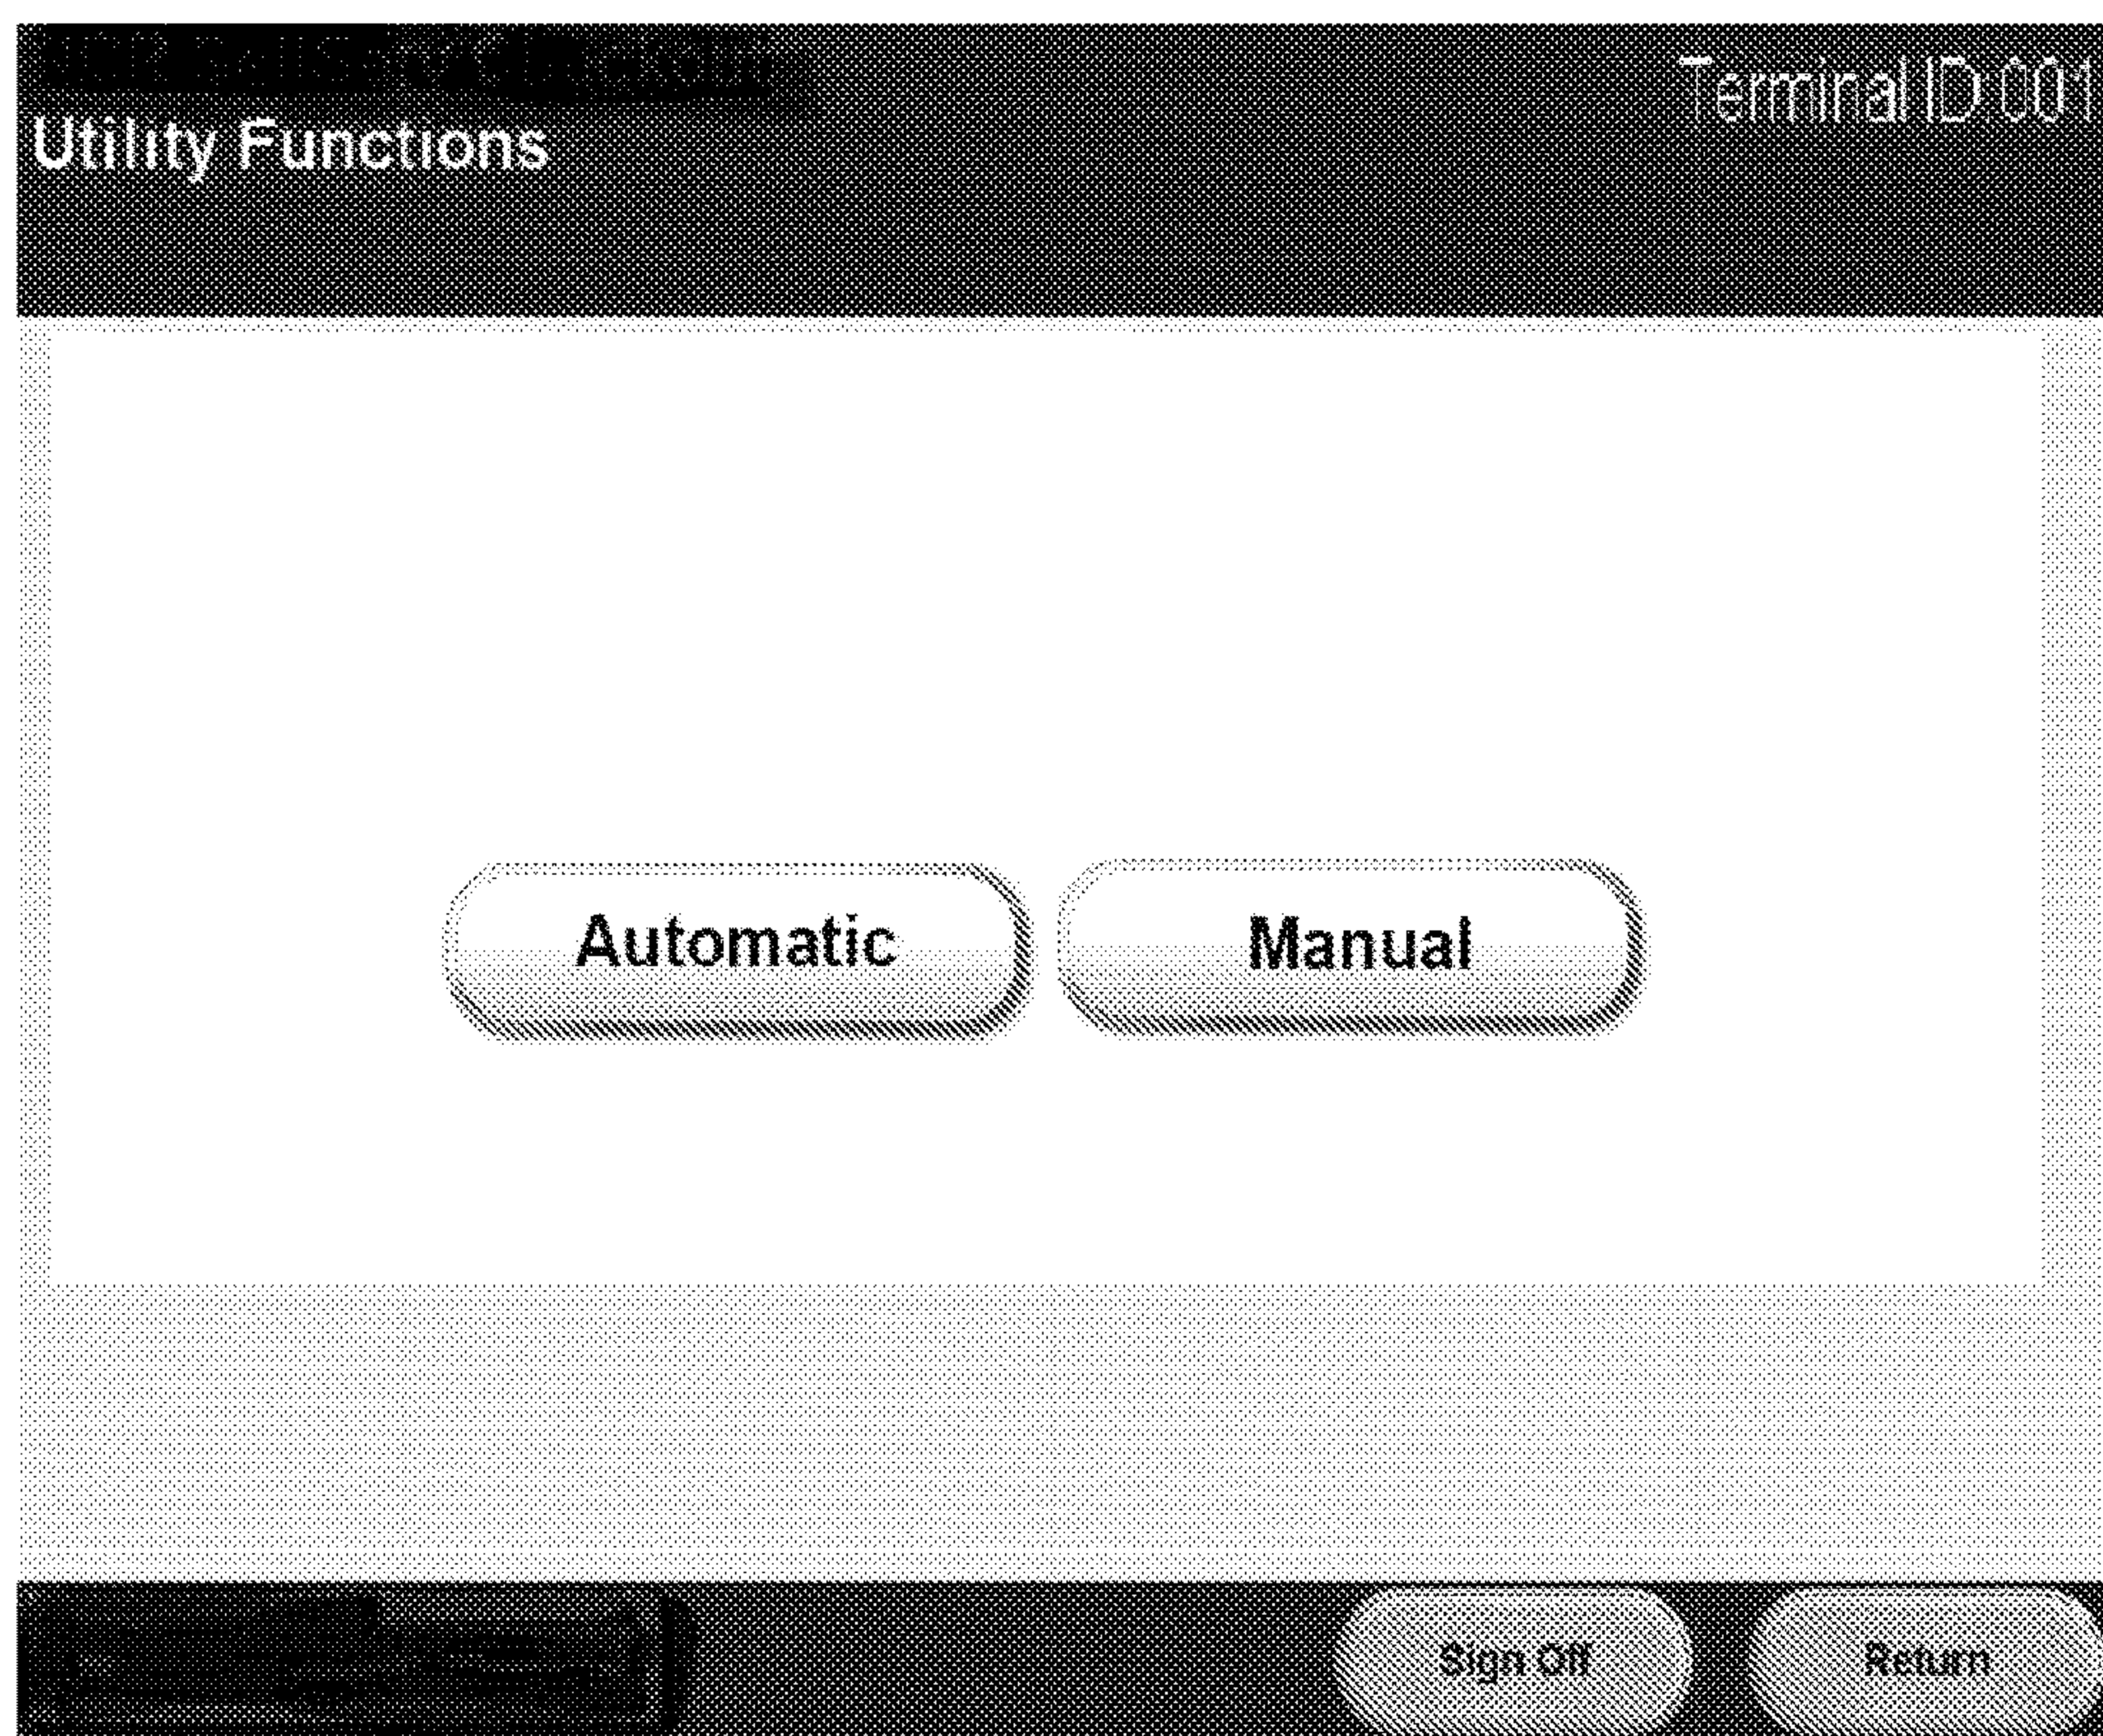 Terminal ID:001
Utility Functions
Automatic Manual
Sign Off Return